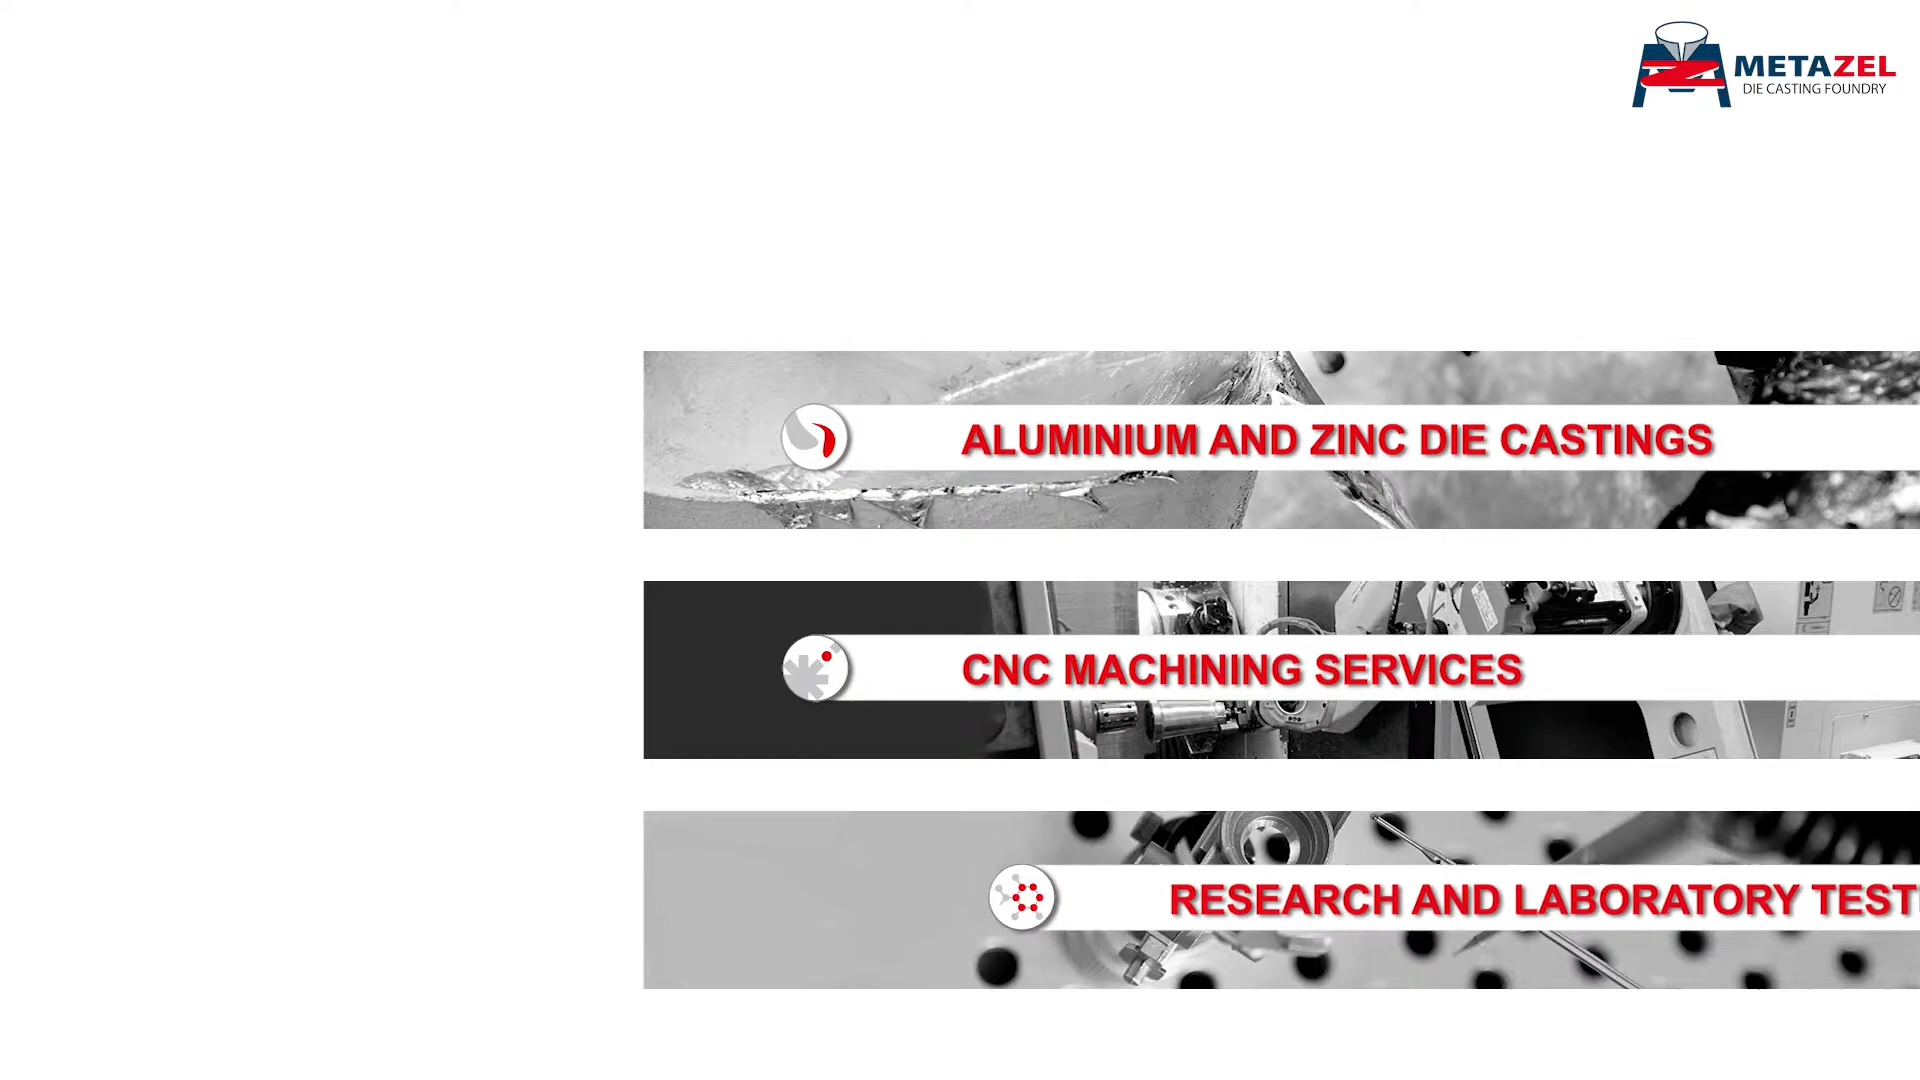 METAZEL
DIE CASTING FOUNDRY
ALUMINIUM AND ZINC DIE CASTINGS
CNC MACHINING SERVICES
RESEARCH AND LABORATORY